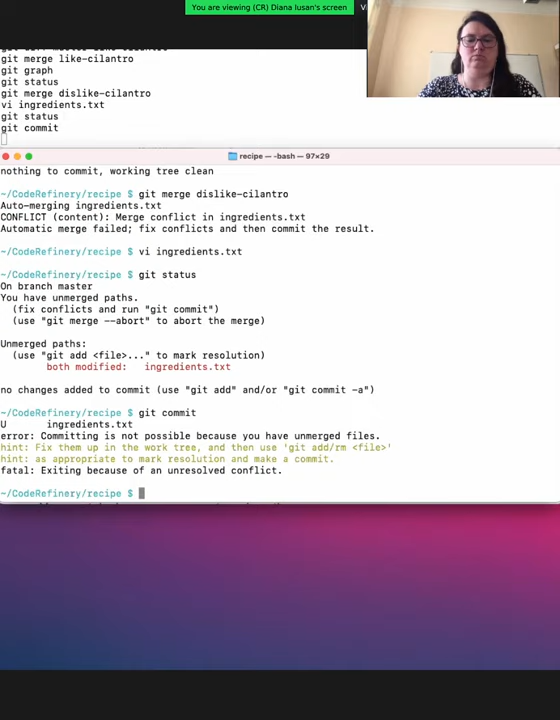 You are viewing (CR) Diana Iusan's screen
git merge like-cilantro
git graph
git status
git merge dislike-cilantro
vi ingredients.txt
git status
git commit
recipe — -bash — 97×29
nothing to commit, working tree clean
~/CodeRefinery/recipe $ git merge dislike-cilantro
Auto-merging ingredients.txt
CONFLICT (content): Merge conflict in ingredients.txt
Automatic merge failed; fix conflicts and then commit the result.
~/CodeRefinery/recipe $ vi ingredients.txt
~/CodeRefinery/recipe $ git status
On branch master
You have unmerged paths.
(fix conflicts and run "git commit")
(use "git merge --abort" to abort the merge)
Unmerged paths:
(use "git add <file>..." to mark resolution)
both modified: ingredients.txt
no changes added to commit (use "git add" and/or "git commit -a")
~/CodeRefinery/recipe $ git commit
U ingredients.txt
error: Committing is not possible because you have unmerged files.
hint: Fix them up in the work tree, and then use 'git add/rm <file>'
hint: as appropriate to mark resolution and make a commit.
fatal: Exiting because of an unresolved conflict.
~/CodeRefinery/recipe $